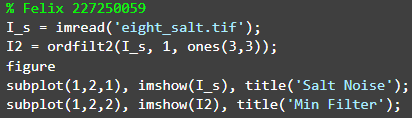 % Felix 227250059
I_s = imread('eight_salt.tif');
I2 = ordfilt2(I_s, 1, ones(3,3));
figure
subplot(1,2,1), imshow(I_s), title('Salt Noise');
subplot(1,2,2), imshow(I2), title('Min Filter');